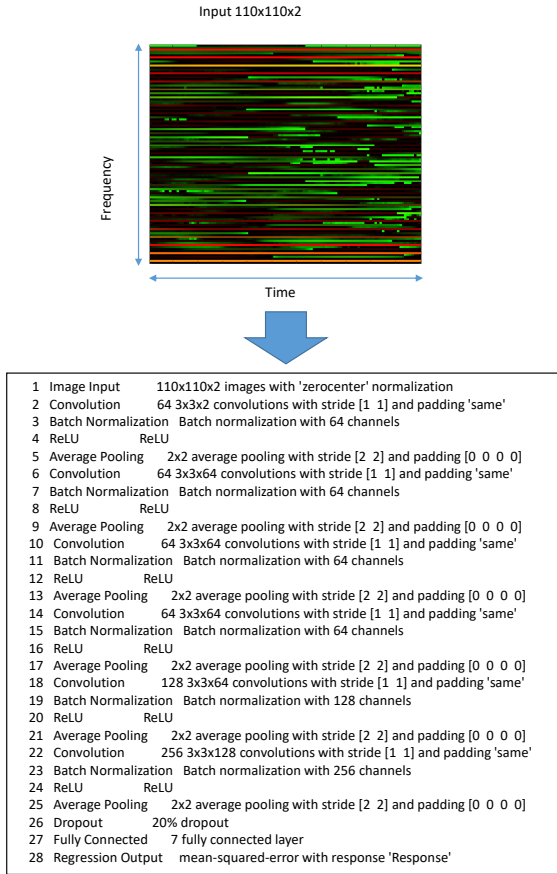 Input 110x110x2
Frequency
Time
1 Image Input 110x110x2 images with 'zerocenter' normalization
2 Convolution 64 3x3x2 convolutions with stride [1 1] and padding 'same'
3 Batch Normalization Batch normalization with 64 channels
4 ReLU ReLU
5 Average Pooling 2x2 average pooling with stride [2 2] and padding [0 0 0 0]
6 Convolution 64 3x3x64 convolutions with stride [1 1] and padding 'same'
7 Batch Normalization Batch normalization with 64 channels
8 ReLU ReLU
9 Average Pooling 2x2 average pooling with stride [2 2] and padding [0 0 0 0]
10 Convolution 64 3x3x64 convolutions with stride [1 1] and padding 'same'
11 Batch Normalization Batch normalization with 64 channels
12 ReLU ReLU
13 Average Pooling 2x2 average pooling with stride [2 2] and padding [0 0 0 0]
14 Convolution 64 3x3x64 convolutions with stride [1 1] and padding 'same'
15 Batch Normalization Batch normalization with 64 channels
16 ReLU ReLU
17 Average Pooling 2x2 average pooling with stride [2 2] and padding [0 0 0 0]
18 Convolution 128 3x3x64 convolutions with stride [1 1] and padding 'same'
19 Batch Normalization Batch normalization with 128 channels
20 ReLU ReLU
21 Average Pooling 2x2 average pooling with stride [2 2] and padding [0 0 0 0]
22 Convolution 256 3x3x128 convolutions with stride [1 1] and padding 'same'
23 Batch Normalization Batch normalization with 256 channels
24 ReLU ReLU
25 Average Pooling 2x2 average pooling with stride [2 2] and padding [0 0 0 0]
26 Dropout 20% dropout
27 Fully Connected 7 fully connected layer
28 Regression Output mean-squared-error with response 'Response'